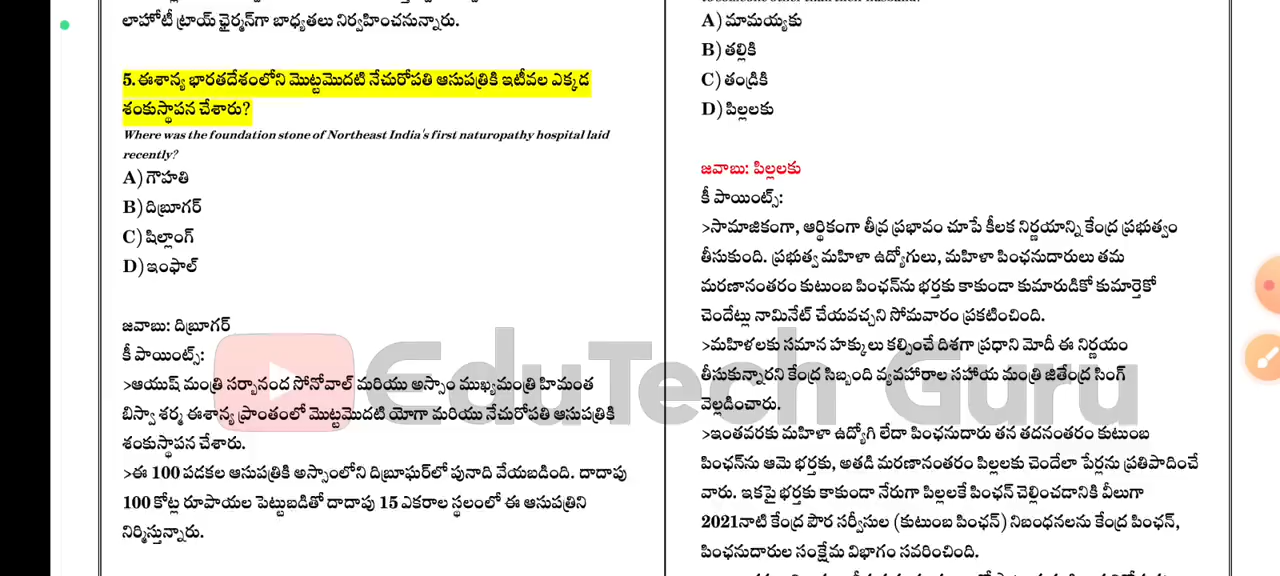 లాహోటీ ట్రాయ్ ఛైర్మన్‌గా బాధ్యతలు నిర్వహించనున్నారు.
5. ఈశాన్య భారతదేశంలోని మొట్టమొదటి నేచురోపతి ఆసుపత్రికి ఇటీవల ఎక్కడ
శంకుస్థాపన చేశారు?
Where was the foundation stone of Northeast India's first naturopathy hospital laid
recently?
A) గౌహతి
B) దిబ్రూగర్
C) షిల్లాంగ్
D) ఇంఫాల్
జవాబు: దిబ్రూగర్
కీ పాయింట్స్:
>ఆయుష్ మంత్రి సర్బానంద సోనోవాల్ మరియు అస్సాం ముఖ్యమంత్రి హిమంత
బిస్వా శర్మ ఈశాన్య ప్రాంతంలో మొట్టమొదటి యోగా మరియు నేచురోపతి ఆసుపత్రికి
శంకుస్థాపన చేశారు.
>ఈ 100 పడకల ఆసుపత్రికి అస్సాంలోని దిబ్రూఘర్‌లో పునాది వేయబడింది. దాదాపు
100 కోట్ల రూపాయల పెట్టుబడితో దాదాపు 15 ఎకరాల స్థలంలో ఈ ఆసుపత్రిని
నిర్మిస్తున్నారు.
A) మామయ్యకు
B) తల్లికి
C) తండ్రికి
D) పిల్లలకు
జవాబు: పిల్లలకు
కీ పాయింట్స్:
>సామాజికంగా, ఆర్థికంగా తీవ్ర ప్రభావం చూపే కీలక నిర్ణయాన్ని కేంద్ర ప్రభుత్వం
తీసుకుంది. ప్రభుత్వ మహిళా ఉద్యోగులు, మహిళా పింఛనుదారులు తమ
మరణానంతరం కుటుంబ పింఛన్‌ను భర్తకు కాకుండా కుమారుడికో కుమార్తెకో
చెందేట్లు నామినేట్ చేయవచ్చని సోమవారం ప్రకటించింది.
>మహిళలకు సమాన హక్కులు కల్పించే దిశగా ప్రధాని మోదీ ఈ నిర్ణయం
తీసుకున్నారని కేంద్ర సిబ్బంది వ్యవహారాల సహాయ మంత్రి జితేంద్ర సింగ్
వెల్లడించారు.
>ఇంతవరకు మహిళా ఉద్యోగి లేదా పింఛనుదారు తన తదనంతరం కుటుంబ
పింఛన్‌ను ఆమె భర్తకు, అతడి మరణానంతరం పిల్లలకు చెందేలా పేర్లను ప్రతిపాదించే
వారు. ఇకపై భర్తకు కాకుండా నేరుగా పిల్లలకే పింఛన్ చెల్లించడానికి వీలుగా
2021నాటి కేంద్ర పౌర సర్వీసుల (కుటుంబ పింఛన్) నిబంధనలను కేంద్ర పింఛన్,
పింఛనుదారుల సంక్షేమ విభాగం సవరించింది.
EduTech Guru